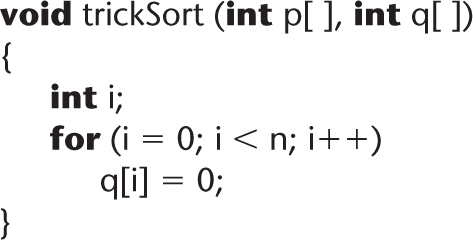 void trickSort (int p[ ], int q[ ])
{
int i;
for (i = 0; i < n; i++)
q[i] = 0;
}